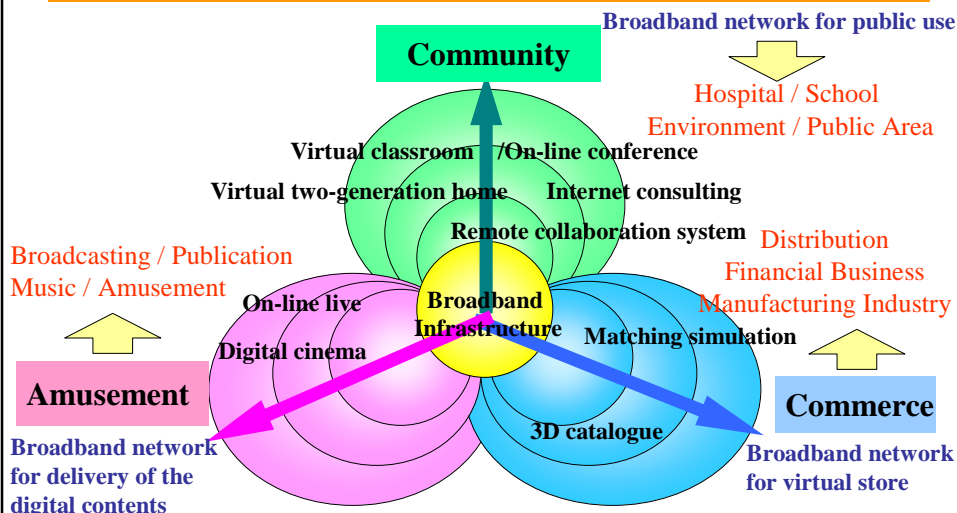 Broadband network for public use
Community
Hospital / School
Environment / Public Area
Virtual classroom /On-line conference
Virtual two-generation home Internet consulting
Remote collaboration system
Distribution
Financial Business
Manufacturing Industry
Broadcasting / Publication
Music / Amusement
On-line live
Broadband
Infrastructure
Matching simulation
Digital cinema
Amusement
Commerce
3D catalogue
Broadband network
for delivery of the
digital contents
Broadband network
for virtual store